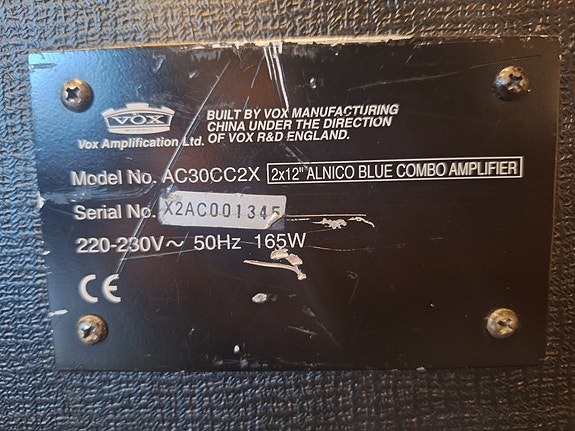 VOX
Vox Amplification Ltd.
BUILT BY VOX MANUFACTURING
CHINA UNDER THE DIRECTION
OF VOX R&D ENGLAND.
Model No. AC30CC2X 2x12" ALNICO BLUE COMBO AMPLIFIER
Serial No. X2AC001345
220-230V~ 50Hz 165W
CE